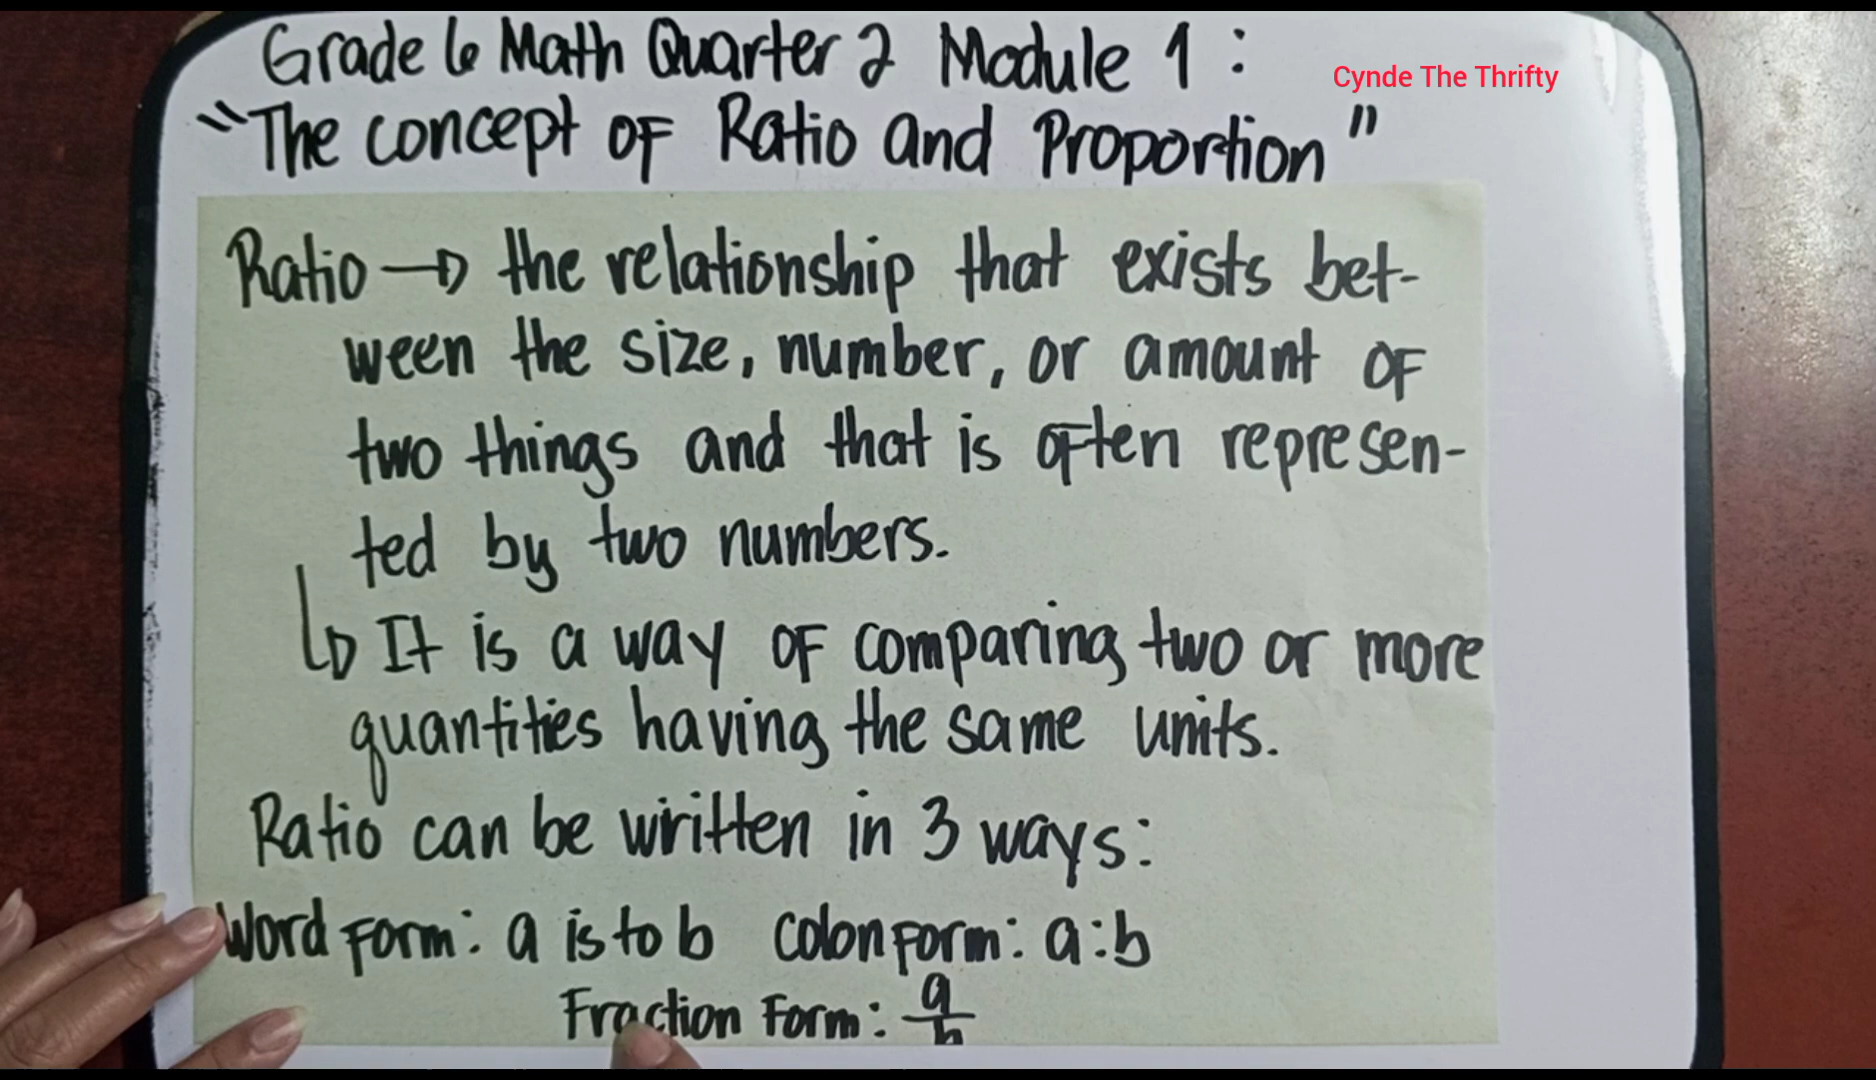 Grade 6 Math Quarter 2 Module 1 :
Cynde The Thrifty
"The concept of Ratio and Proportion"
Ratio → the relationship that exists bet-
ween the size, number, or amount of
two things and that is often represen-
ted by two numbers.
↳ It is a way of comparing two or more
quantities having the same units.
Ratio can be written in 3 ways:
Word form: a is to b colon form: a:b
Fraction Form: a/b